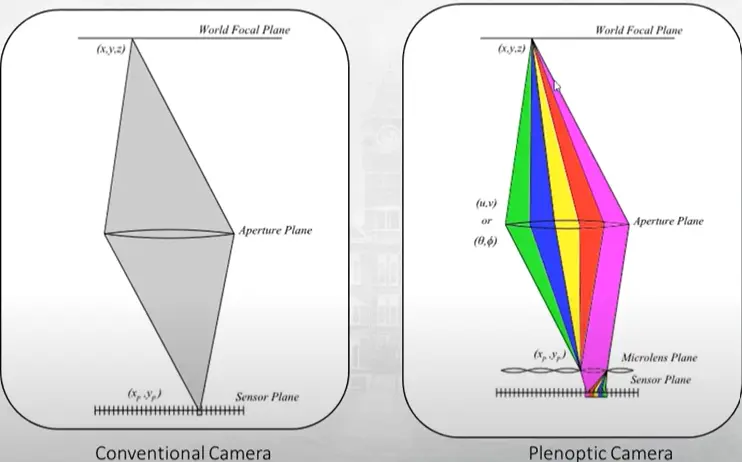 World Focal Plane
(x,y,z)
Aperture Plane
(xp ,yp )
Sensor Plane
Conventional Camera
World Focal Plane
(x,y,z)
(u,v)
or
(θ,ϕ)
Aperture Plane
(xp ,yp )
Microlens Plane
Sensor Plane
Plenoptic Camera